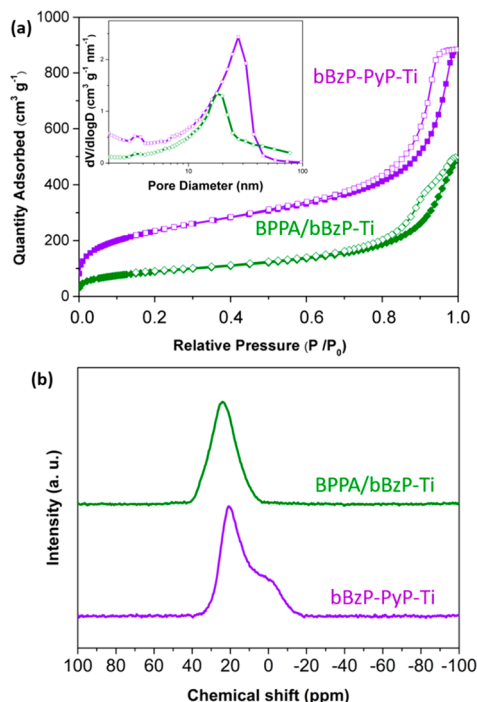 (a)
1000
800
600
400
200
0
Quantity Adsorbed (cm³ g⁻¹)
dV/dlogD (cm³ g⁻¹ nm⁻¹)
2
1
0
10
100
Pore Diameter (nm)
bBzP-PyP-Ti
BPPA/bBzP-Ti
0.0 0.2 0.4 0.6 0.8 1.0
Relative Pressure (P /P₀)
(b)
Intensity (a. u.)
BPPA/bBzP-Ti
bBzP-PyP-Ti
100 80 60 40 20 0 -20 -40 -60 -80 -100
Chemical shift (ppm)